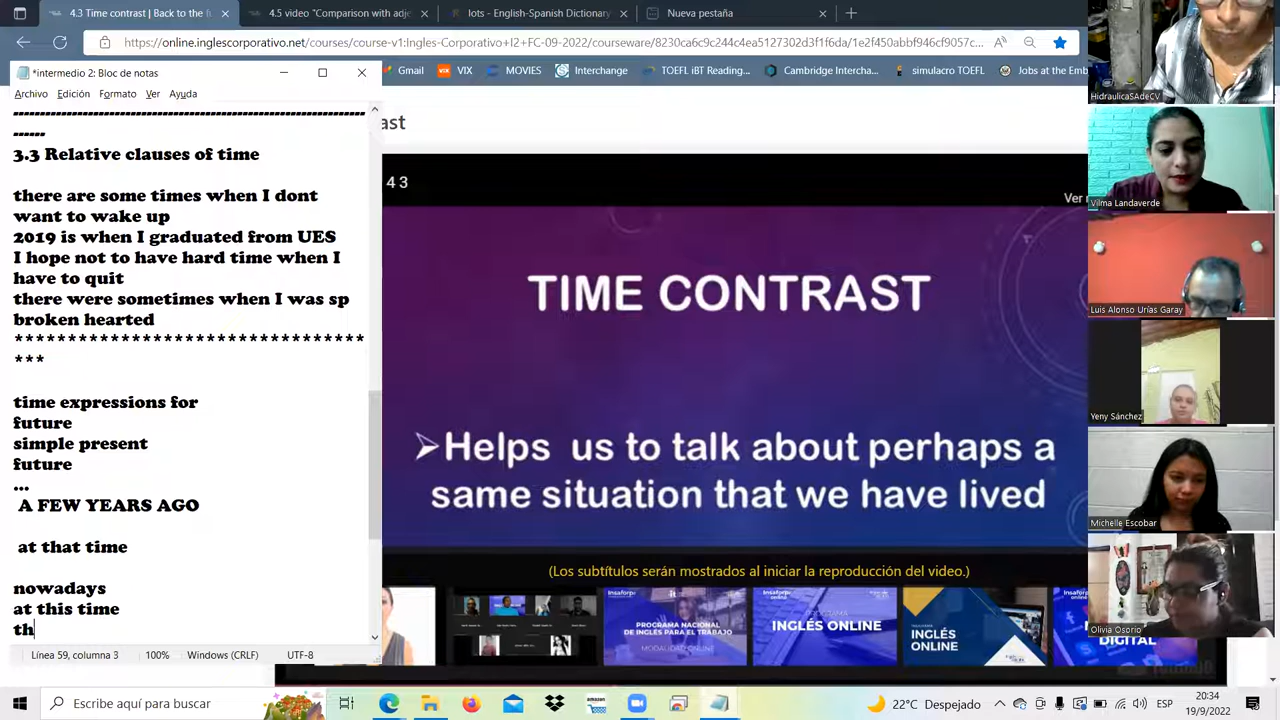 4.3 Tim
4.5 video "Comparison with adje
lots - English-Spanish Dictionary
Nueva pestaña
https://online.inglescorporativo.net/courses/course-v1:Ingles-Corporativo+I2+FC-09-2022/courseware/8230ca6c9c244c4ea5127302d3f1f6da/1e2f450abbf946cf9057c...
Gmail
VIX
MOVIES
Interchange
TOEFL iBT Reading:...
Cambridge Intercha...
simulacro TOEFL
Jobs at the Emb
*intermedio 2: Bloc de notas
Archivo Edición Formato Ver Ayuda
3.3 Relative clauses of time
there are some times when I dont
want to wake up
2019 is when I graduated from UES
I hope not to have hard time when I
have to quit
there were sometimes when I was sp
broken hearted
*********************************
***
time expressions for
future
simple present
future
...
A FEW YEARS AGO
at that time
nowadays
at this time
th
Línea 59, columna 3
100%
Windows (CRLF)
UTF-8
ast
4 3
Ver
TIME CONTRAST
➢Helps us to talk about perhaps a
same situation that we have lived
(Los subtítulos serán mostrados al iniciar la reproducción del video.)
Insaforp
PROGRAMA NACIONAL
DE INGLÉS PARA EL TRABAJO
MODALIDAD ONLINE
Insaforp
PROGRAMA
INGLÉS ONLINE
INGLÉS
ONLINE
DIGITAL
HidraulicaSAdeCV
Vilma Landaverde
Luis Alonso Urías Garay
Yeny Sánchez
Michelle Escobar
Olivia Osorio
Escribe aquí para buscar
22°C Despejado
ESP
20:34
19/9/2022